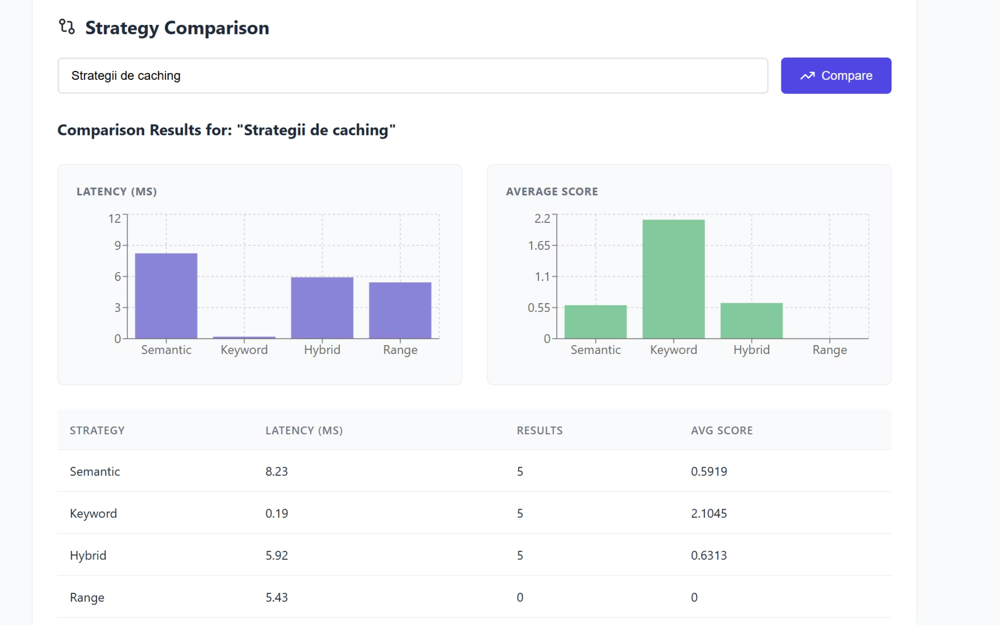 Strategy Comparison
Strategii de caching
Compare
Comparison Results for: "Strategii de caching"
LATENCY (MS)
12
9
6
3
0
Semantic Keyword Hybrid Range
AVERAGE SCORE
2.2
1.65
1.1
0.55
0
Semantic Keyword Hybrid Range
STRATEGY LATENCY (MS) RESULTS AVG SCORE
Semantic 8.23 5 0.5919
Keyword 0.19 5 2.1045
Hybrid 5.92 5 0.6313
Range 5.43 0 0